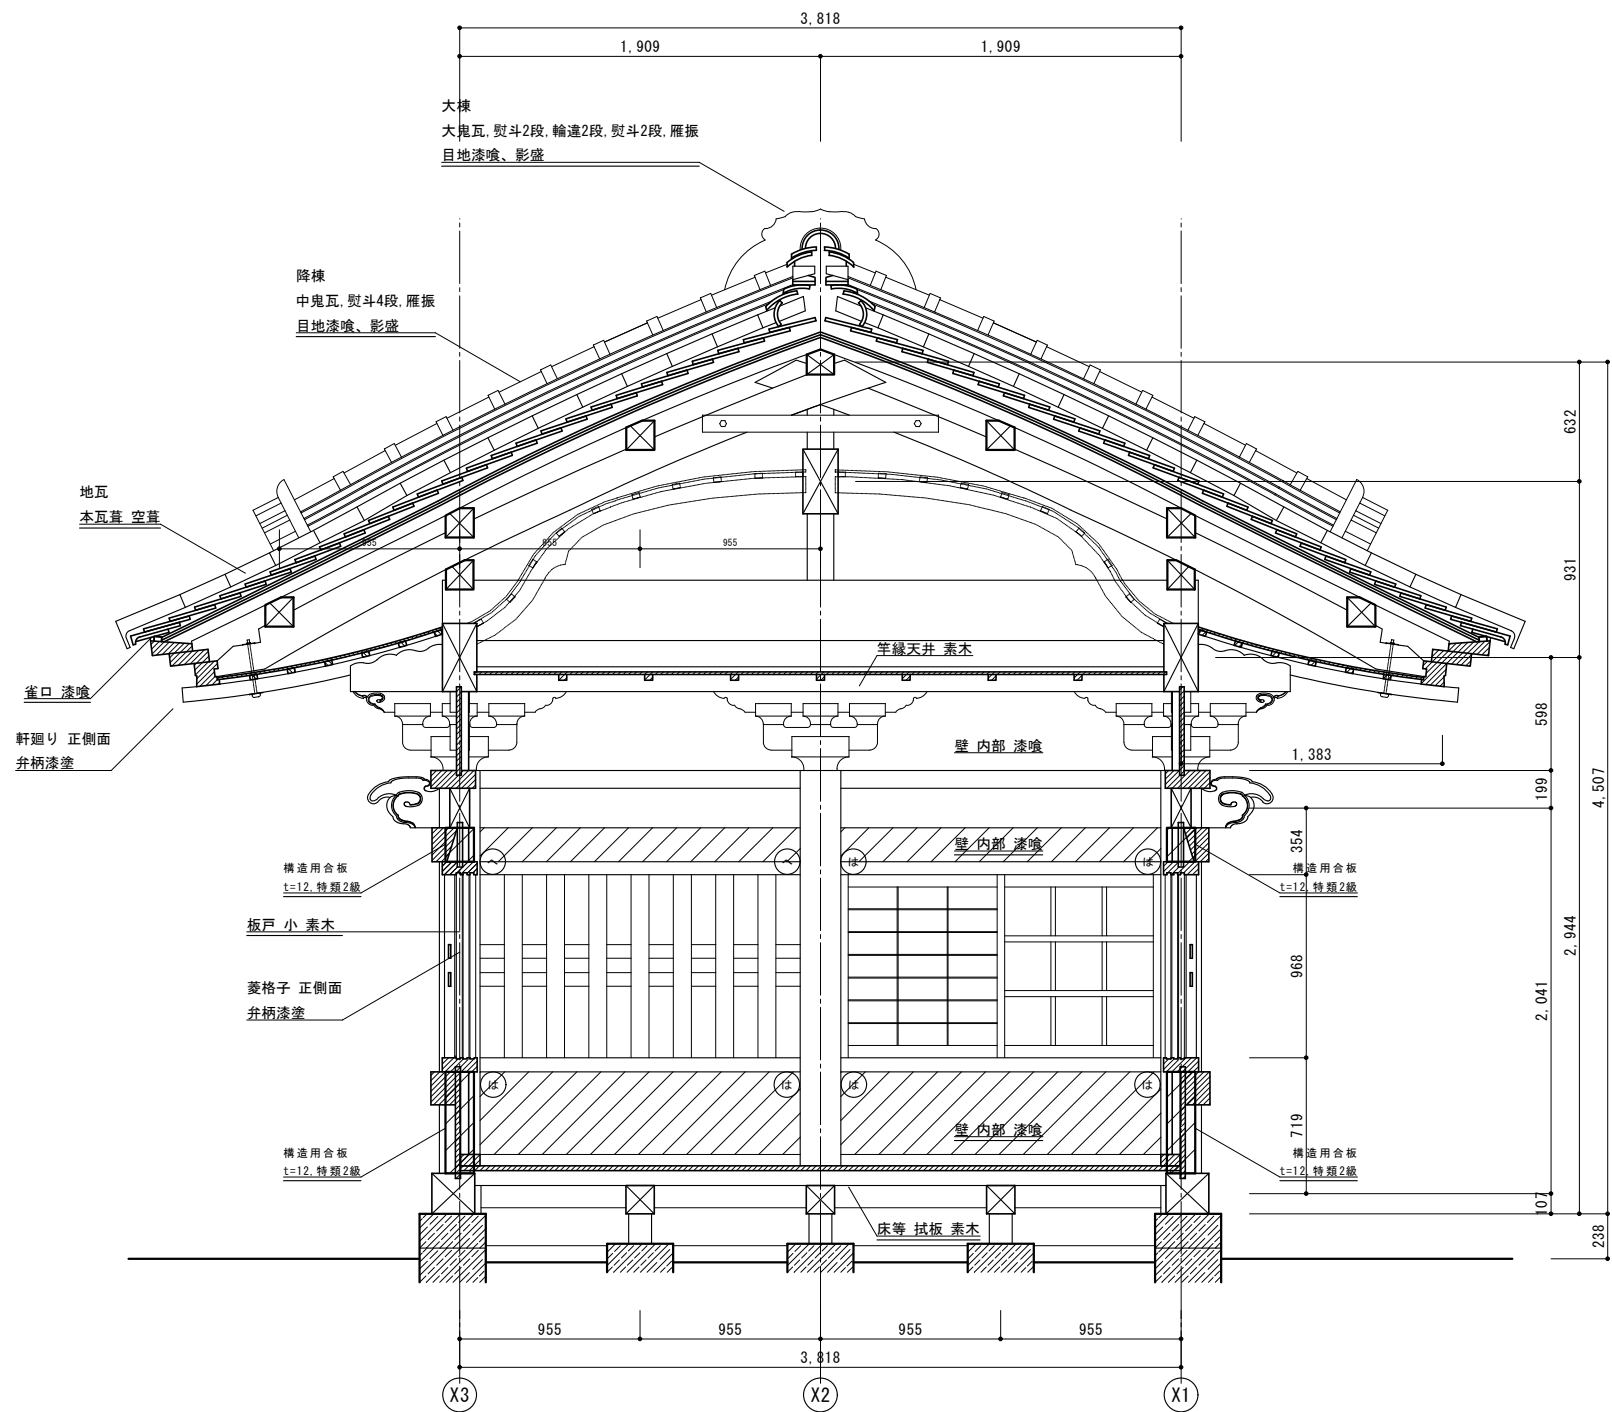 3,818
1,909
1,909
大棟
大鬼瓦,熨斗2段,輪違2段,熨斗2段,雁振
目地漆喰、影盛
降棟
中鬼瓦,熨斗4段,雁振
目地漆喰、影盛
632
地瓦
本瓦葺 空葺
955
955
955
931
竿縁天井 素木
雀口 漆喰
598
軒廻り 正側面
弁柄漆塗
壁 内部 漆喰
1,383
199
4,507
354
壁 内部 漆喰
構造用合板
t=12,特類2級
へ
へ
は
は
構造用合板
t=12,特類2級
板戸 小 素木
2,944
968
菱格子 正側面
弁柄漆塗
2,041
は
は
は
は
719
壁 内部 漆喰
構造用合板
t=12,特類2級
構造用合板
t=12,特類2級
107
床等 拭板 素木
238
955
955
955
955
3,818
X3
X2
X1